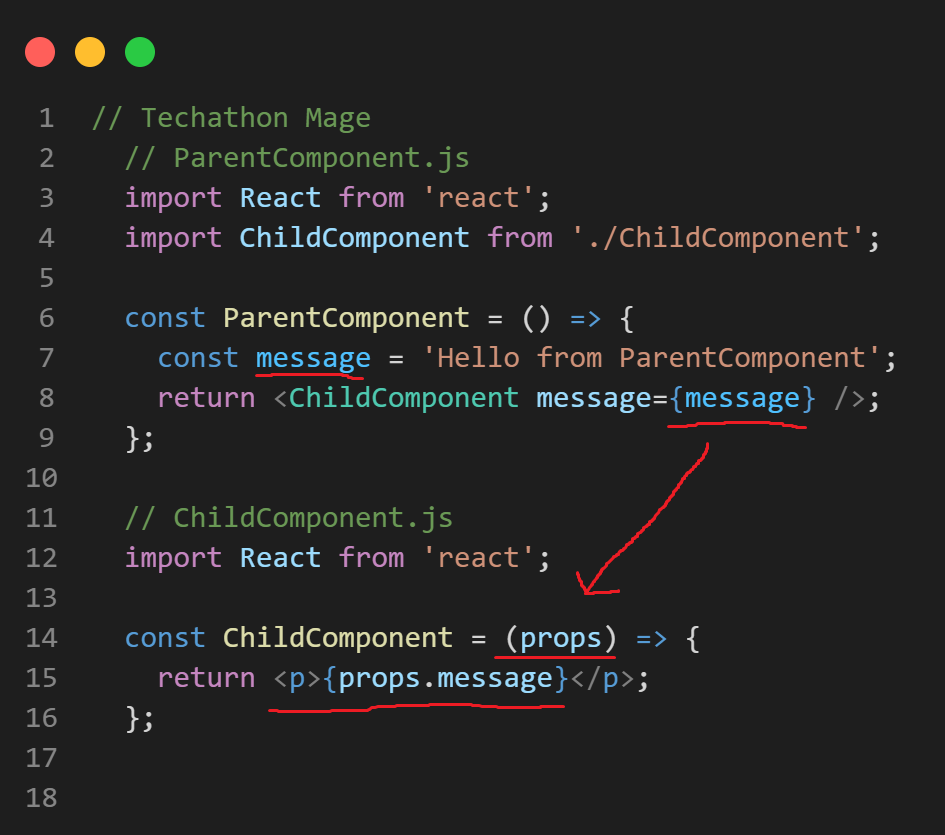 1 // Techathon Mage
2 // ParentComponent.js
3 import React from 'react';
4 import ChildComponent from './ChildComponent';
5
6 const ParentComponent = () => {
7 const message = 'Hello from ParentComponent';
8 return <ChildComponent message={message} />;
9 };
10
11 // ChildComponent.js
12 import React from 'react';
13
14 const ChildComponent = (props) => {
15 return <p>{props.message}</p>;
16 };
17
18